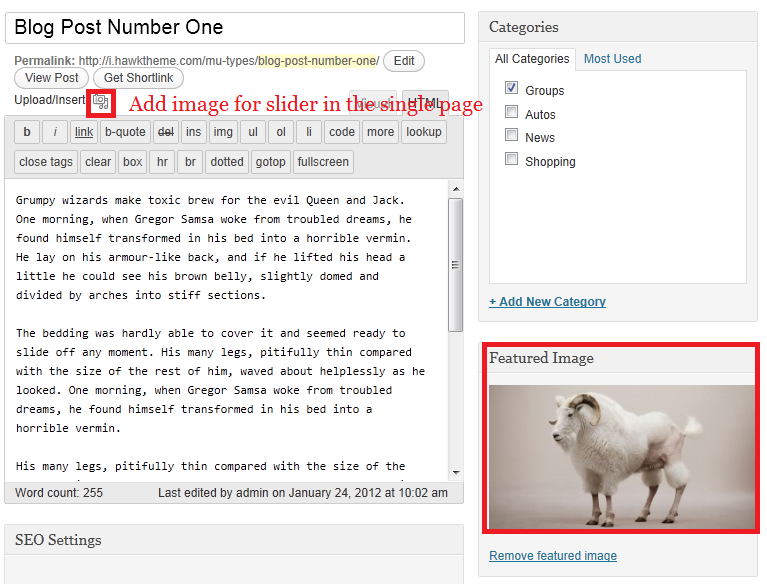 Blog Post Number One
Permalink: http://i.hawktheme.com/mu-types/blog-post-number-one/ Edit
View Post Get Shortlink
Upload/Insert Add image for slider in the single page
HTML
b i link b-quote del ins img ul ol li code more lookup
close tags clear box hr br dotted gotop fullscreen
Grumpy wizards make toxic brew for the evil Queen and Jack.
One morning, when Gregor Samsa woke from troubled dreams, he
found himself transformed in his bed into a horrible vermin.
He lay on his armour-like back, and if he lifted his head a
little he could see his brown belly, slightly domed and
divided by arches into stiff sections.
The bedding was hardly able to cover it and seemed ready to
slide off any moment. His many legs, pitifully thin compared
with the size of the rest of him, waved about helplessly as he
looked. One morning, when Gregor Samsa woke from troubled
dreams, he found himself transformed in his bed into a
horrible vermin.
His many legs, pitifully thin compared with the size of the
Word count: 255 Last edited by admin on January 24, 2012 at 10:02 am
SEO Settings
Categories
All Categories Most Used
Groups
Autos
News
Shopping
+ Add New Category
Featured Image
Remove featured image